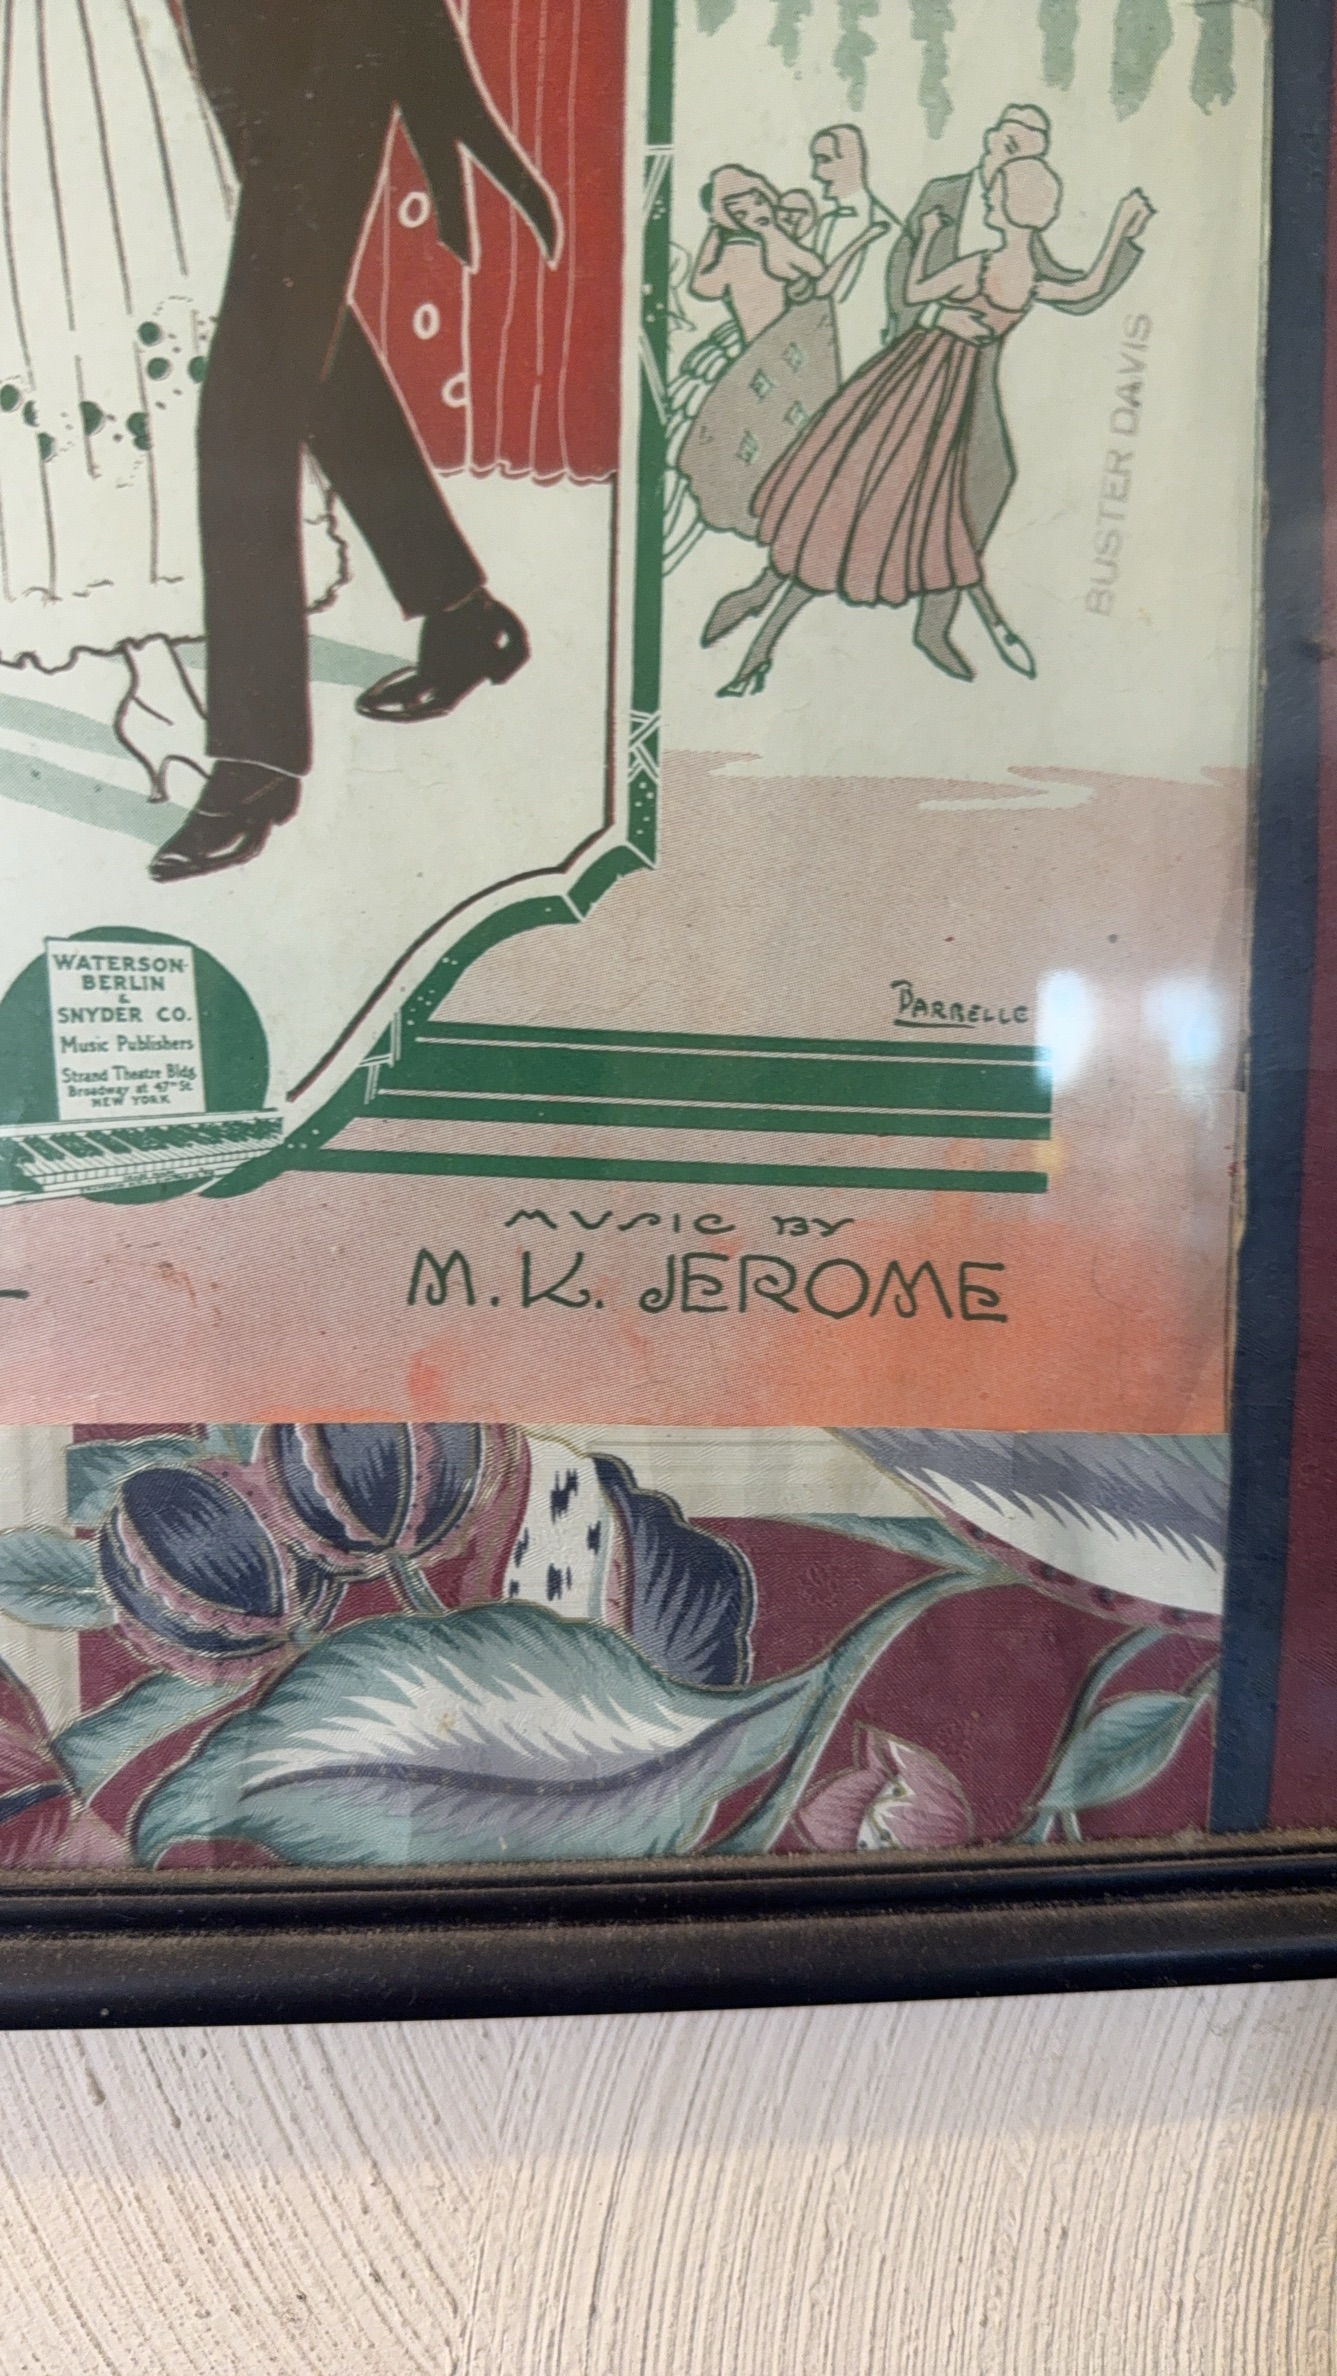 BUSTER DAVIS
BARBELLE
WATERSON-
BERLIN
&
SNYDER CO.
Music Publishers
Strand Theatre Bldg.
Broadway at 47th St.
NEW YORK
MUSIC BY
M. K. JEROME